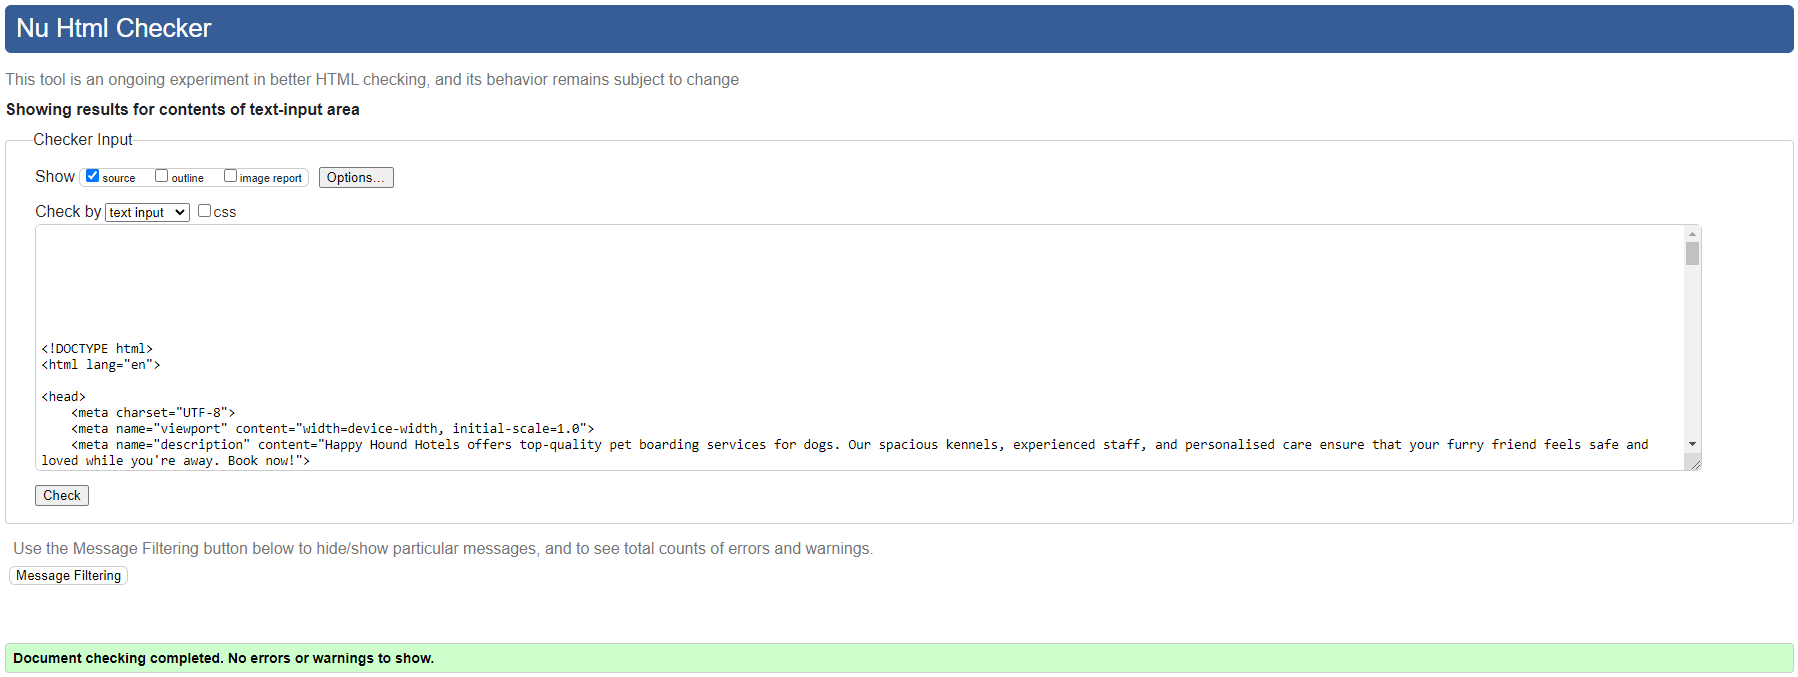 Nu Html Checker
This tool is an ongoing experiment in better HTML checking, and its behavior remains subject to change
Showing results for contents of text-input area
Checker Input
Show source outline image report Options...
Check by text input css
<!DOCTYPE html>
<html lang="en">
<head>
<meta charset="UTF-8">
<meta name="viewport" content="width=device-width, initial-scale=1.0">
<meta name="description" content="Happy Hound Hotels offers top-quality pet boarding services for dogs. Our spacious kennels, experienced staff, and personalised care ensure that your furry friend feels safe and
loved while you're away. Book now!">
Check
Use the Message Filtering button below to hide/show particular messages, and to see total counts of errors and warnings.
Message Filtering
Document checking completed. No errors or warnings to show.